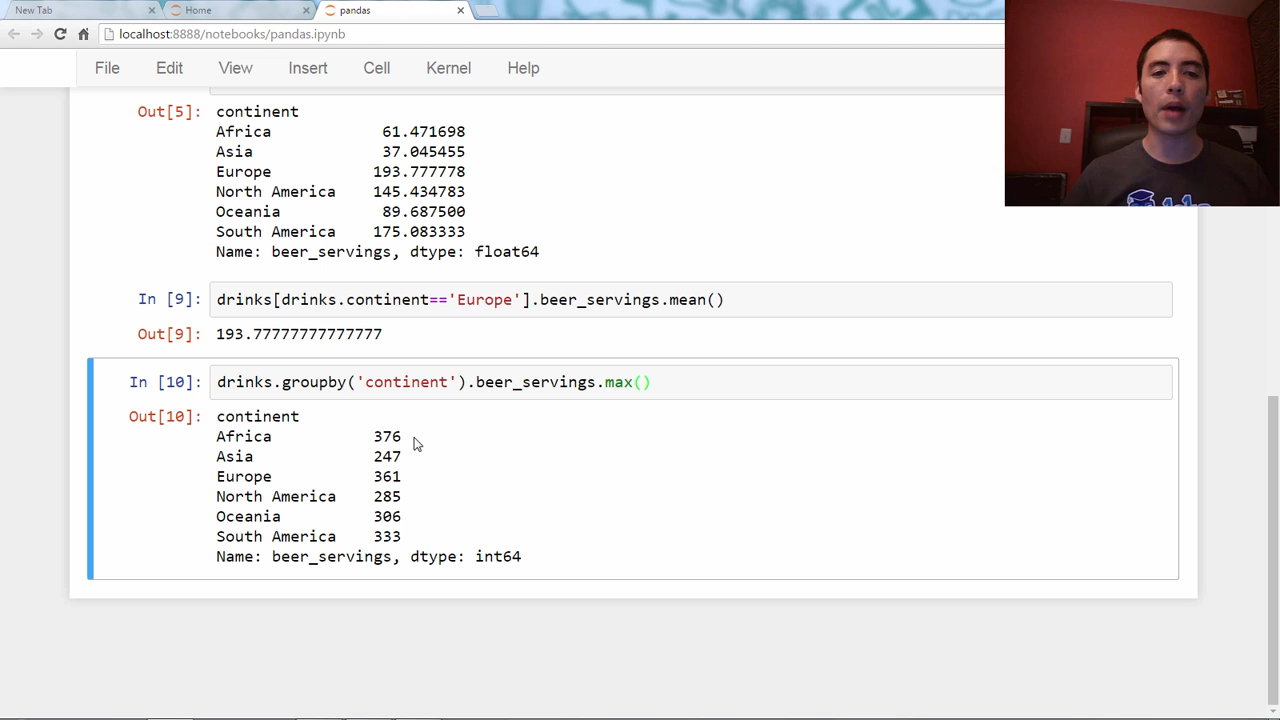 New Tab
Home
pandas
localhost:8888/notebooks/pandas.ipynb
File Edit View Insert Cell Kernel Help
Out[5]: continent
Africa 61.471698
Asia 37.045455
Europe 193.777778
North America 145.434783
Oceania 89.687500
South America 175.083333
Name: beer_servings, dtype: float64
In [9]: drinks[drinks.continent=='Europe'].beer_servings.mean()
Out[9]: 193.77777777777777
In [10]: drinks.groupby('continent').beer_servings.max()
Out[10]: continent
Africa 376
Asia 247
Europe 361
North America 285
Oceania 306
South America 333
Name: beer_servings, dtype: int64